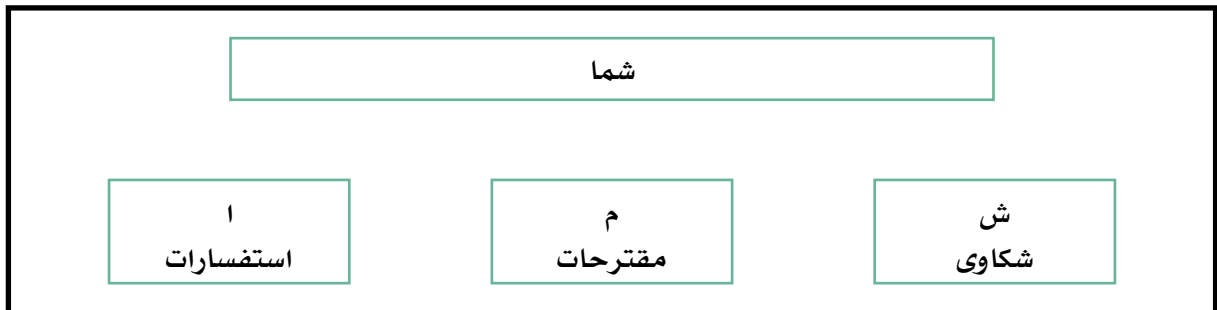 شما
ش
شكاوى
م
مقترحات
ا
استفسارات